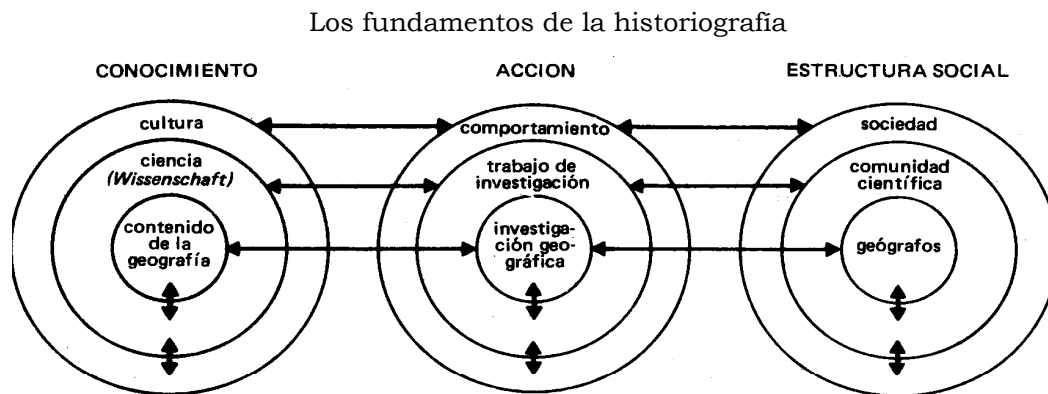 Los fundamentos de la historiografía
CONOCIMIENTO
ACCION
ESTRUCTURA SOCIAL
cultura
comportamiento
sociedad
ciencia
(Wissenschaft)
trabajo de
investigación
comunidad
científica
contenido
de la
geografía
investiga-
ción geo-
gráfica
geógrafos